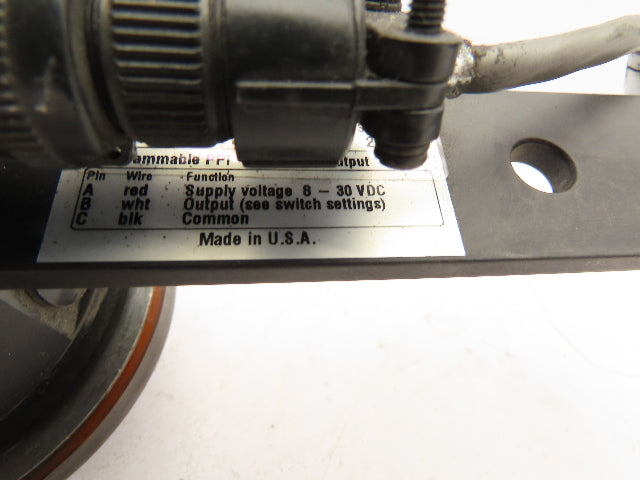 Pin Wire Function
A red Supply voltage 8 – 30 VDC
B wht Output (see switch settings)
C blk Common
Made in U.S.A.